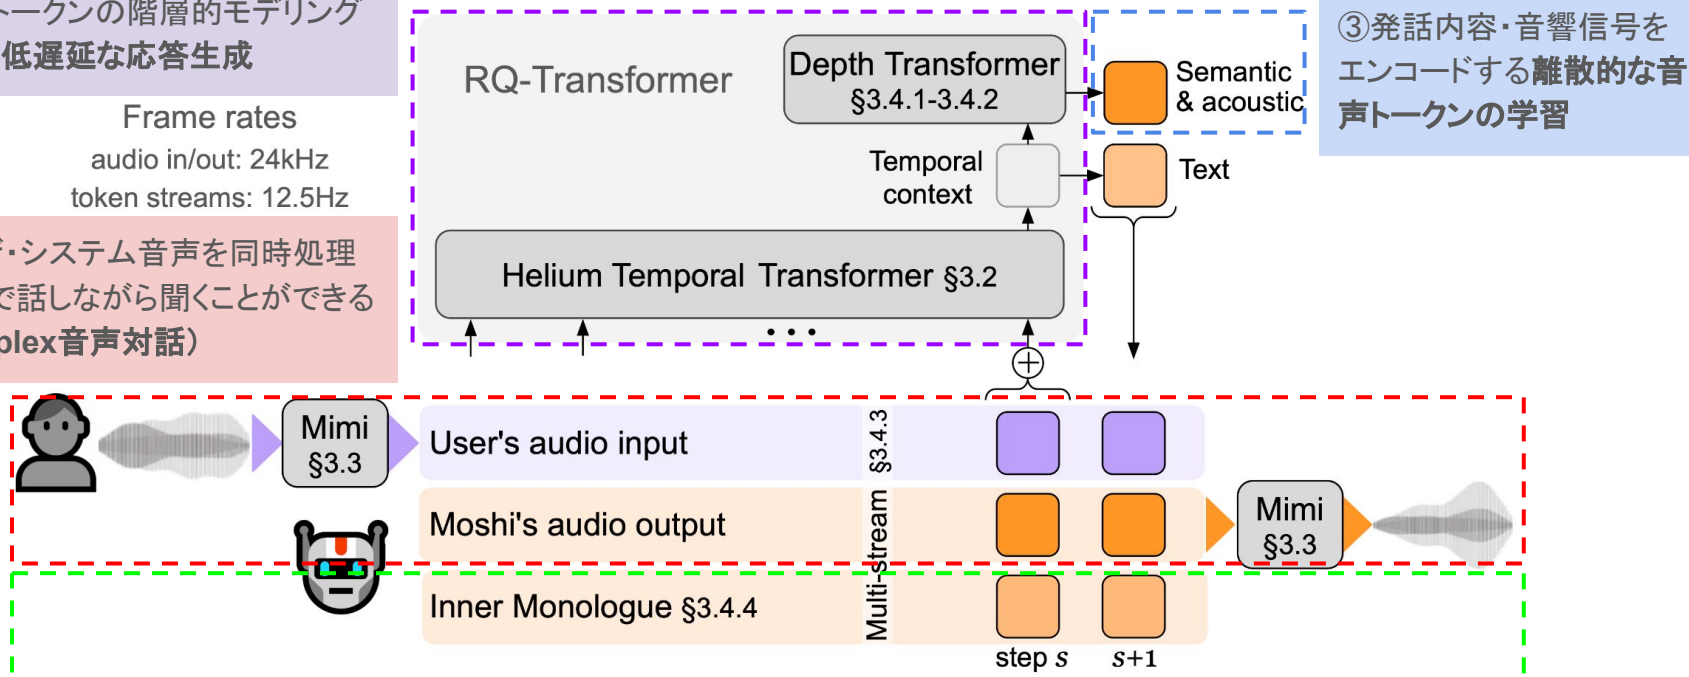 トークンの階層的モデリング
低遅延な応答生成
Frame rates
audio in/out: 24kHz
token streams: 12.5Hz
・システム音声を同時処理
で話しながら聞くことができる
plex音声対話）
RQ-Transformer
Depth Transformer
§3.4.1-3.4.2
Temporal
context
Helium Temporal Transformer §3.2
...
Semantic
& acoustic
Text
③発話内容・音響信号を
エンコードする離散的な音
声トークンの学習
Mimi
§3.3
User's audio input
Moshi's audio output
Inner Monologue §3.4.4
Multi-stream §3.4.3
step s
s+1
Mimi
§3.3